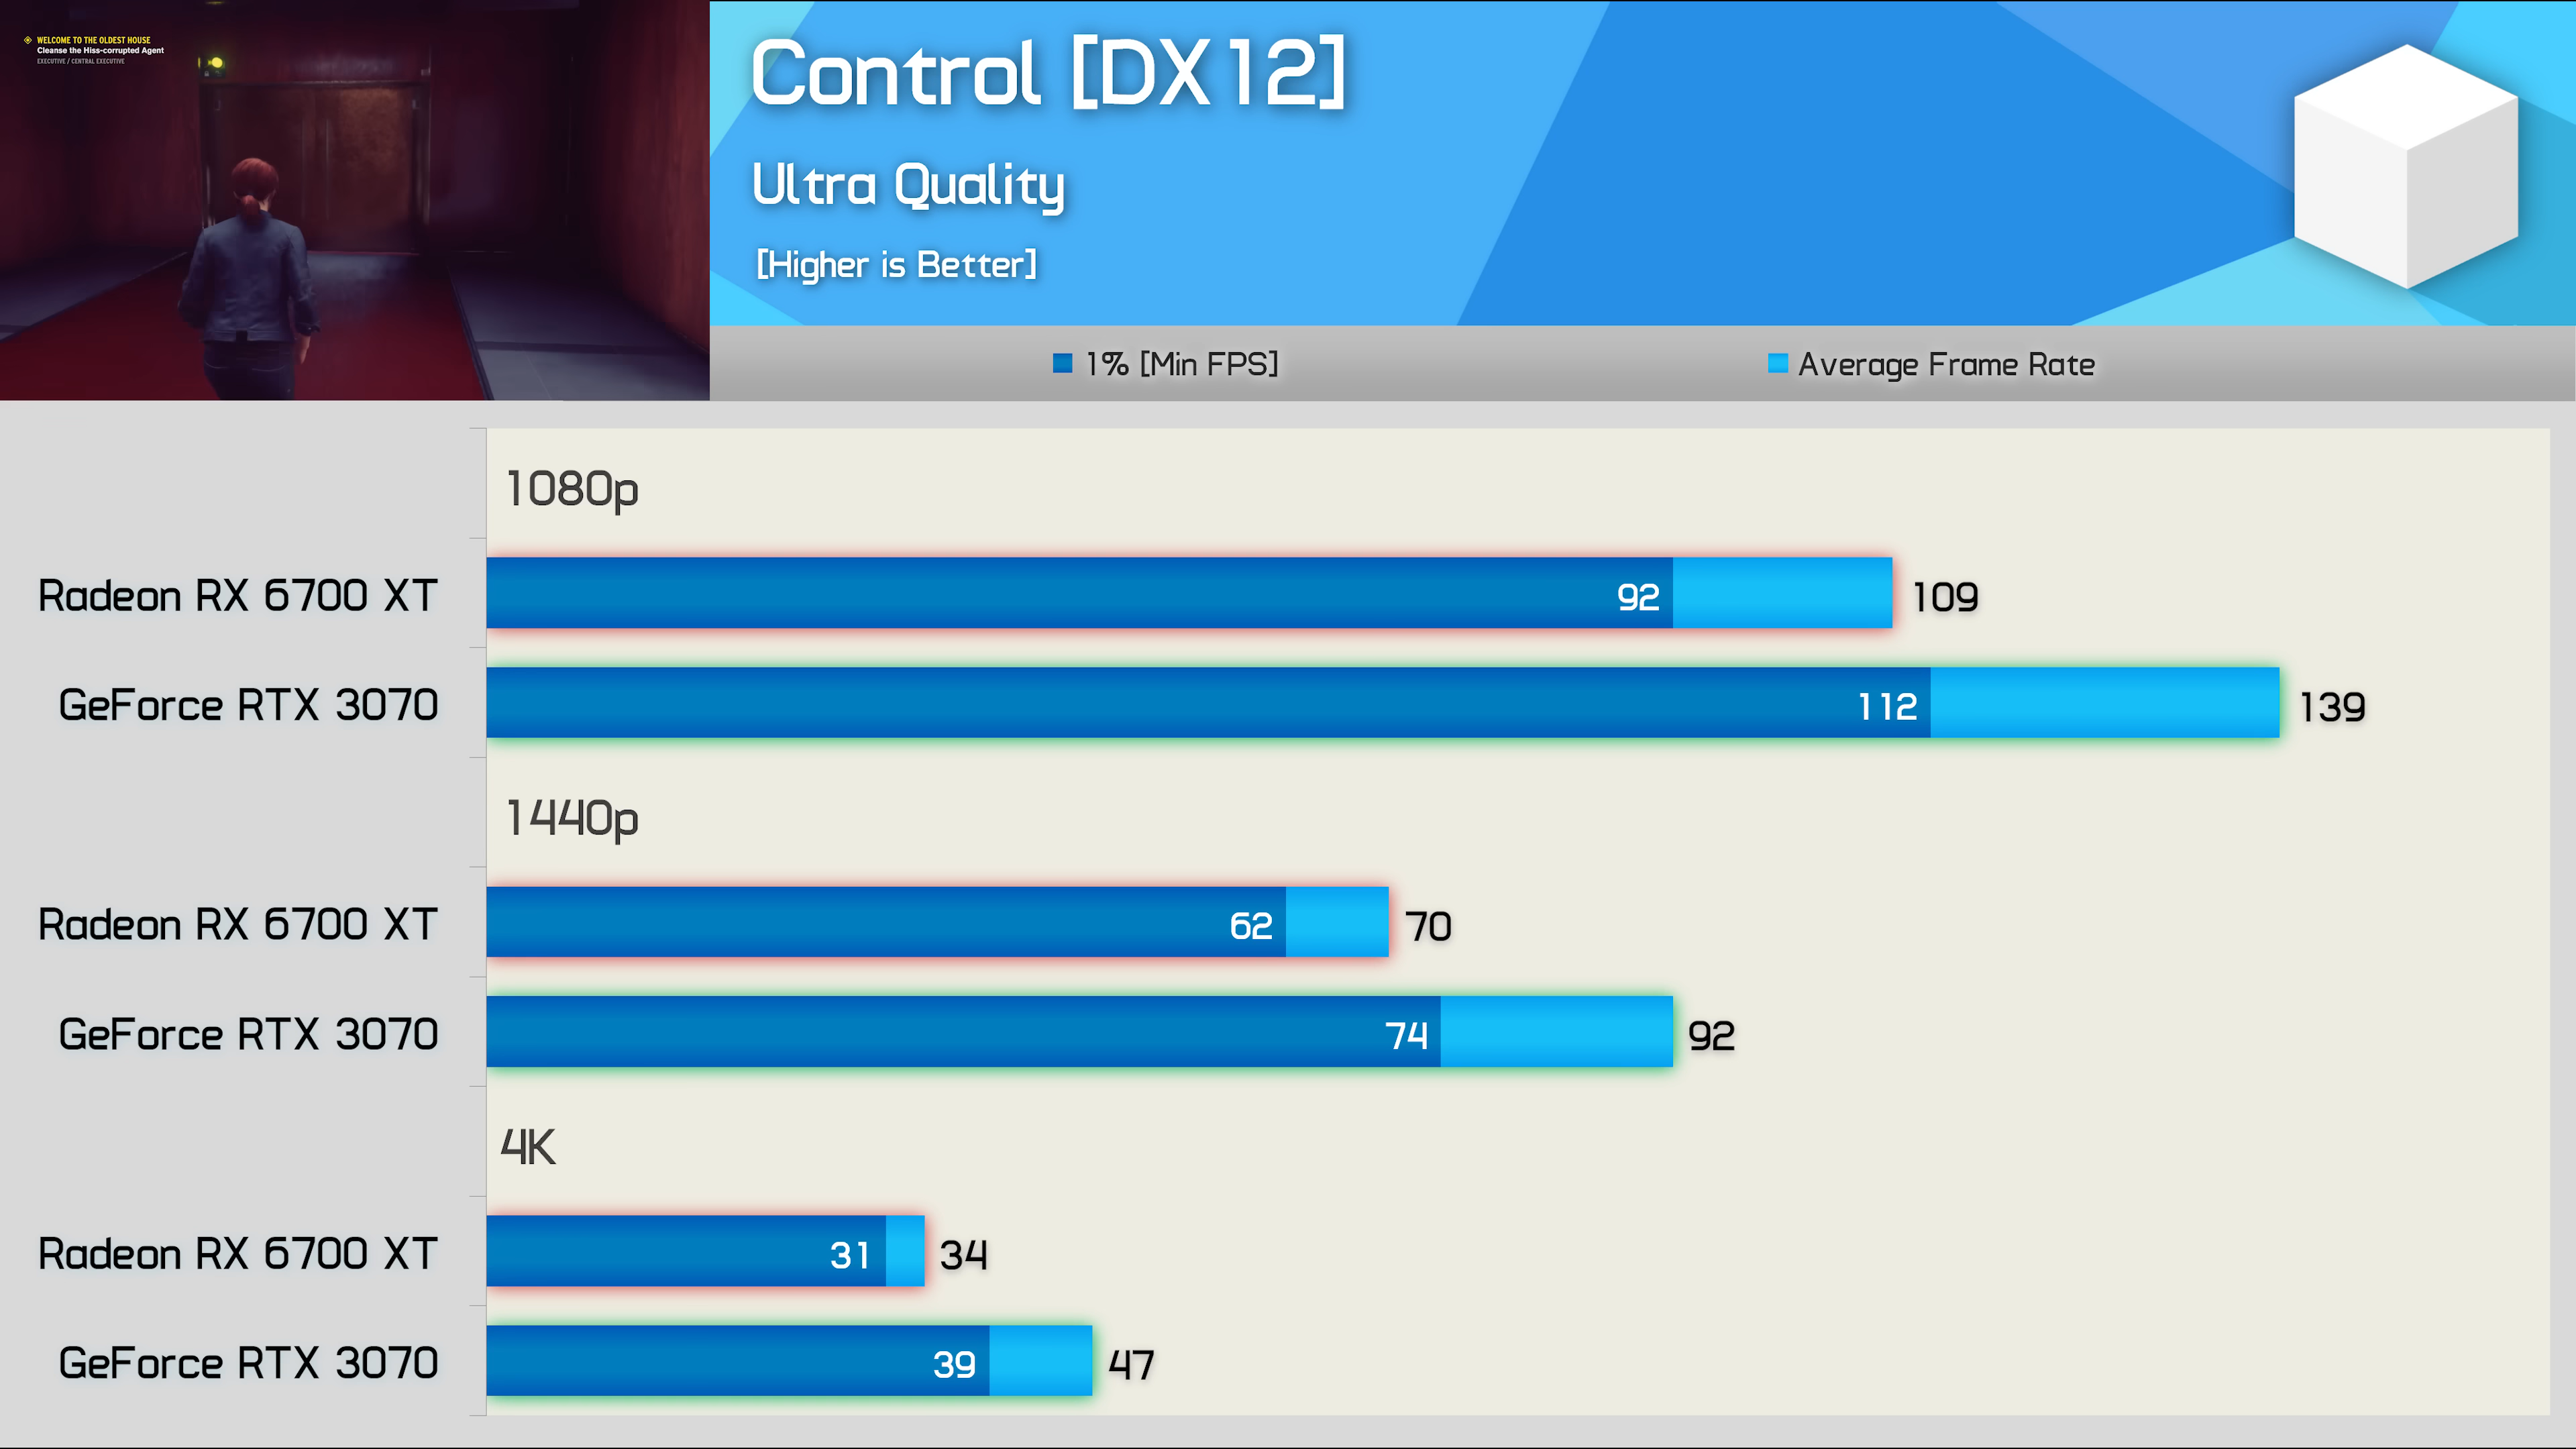 WELCOME TO THE OLDEST HOUSE
Cleanse the Hiss-corrupted Agent
EXECUTIVE / CENTRAL EXECUTIVE
Control [DX12]
Ultra Quality
[Higher is Better]
1% [Min FPS] Average Frame Rate
1080p
Radeon RX 6700 XT 92 109
GeForce RTX 3070 112 139
1440p
Radeon RX 6700 XT 62 70
GeForce RTX 3070 74 92
4K
Radeon RX 6700 XT 31 34
GeForce RTX 3070 39 47